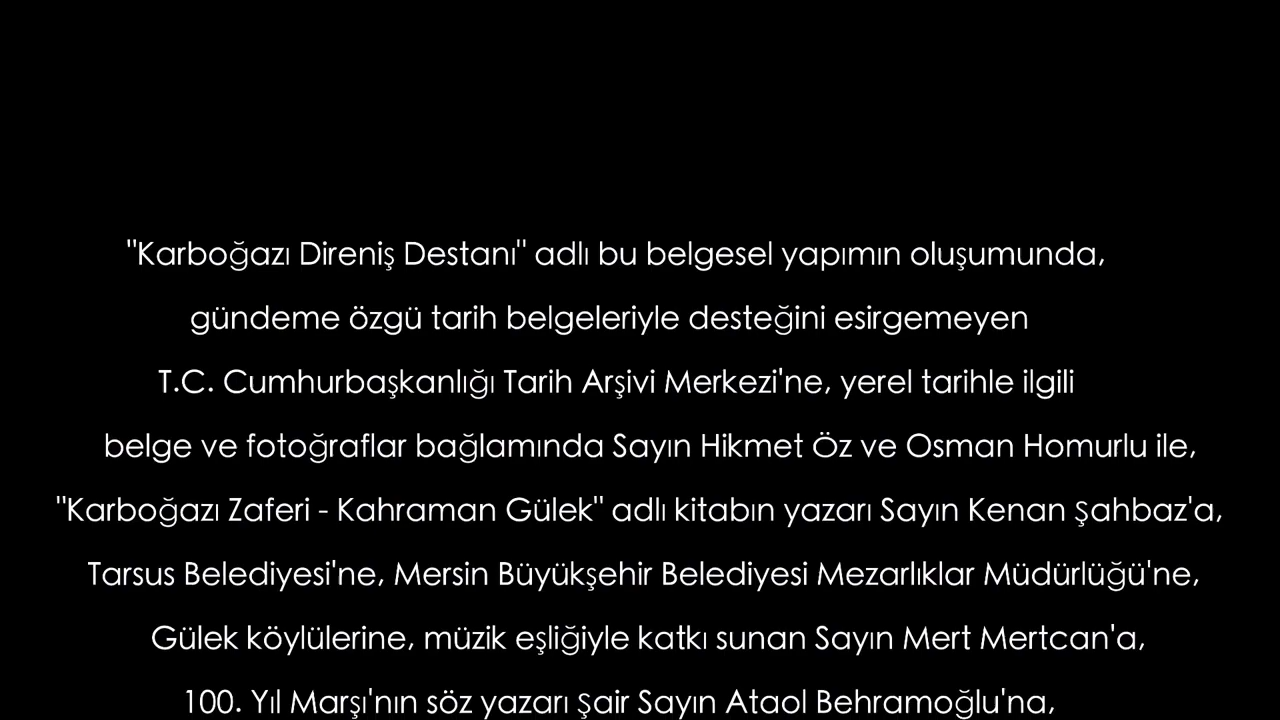 "Karboğazı Direniş Destanı" adlı bu belgesel yapımın oluşumunda,
gündeme özgü tarih belgeleriyle desteğini esirgemeyen
T.C. Cumhurbaşkanlığı Tarih Arşivi Merkezi'ne, yerel tarihle ilgili
belge ve fotoğraflar bağlamında Sayın Hikmet Öz ve Osman Homurlu ile,
"Karboğazı Zaferi - Kahraman Gülek" adlı kitabın yazarı Sayın Kenan Şahbaz'a,
Tarsus Belediyesi'ne, Mersin Büyükşehir Belediyesi Mezarlıklar Müdürlüğü'ne,
Gülek köylülerine, müzik eşliğiyle katkı sunan Sayın Mert Mertcan'a,
100. Yıl Marşı'nın söz yazarı Şair Sayın Ataol Behramoğlu'na,